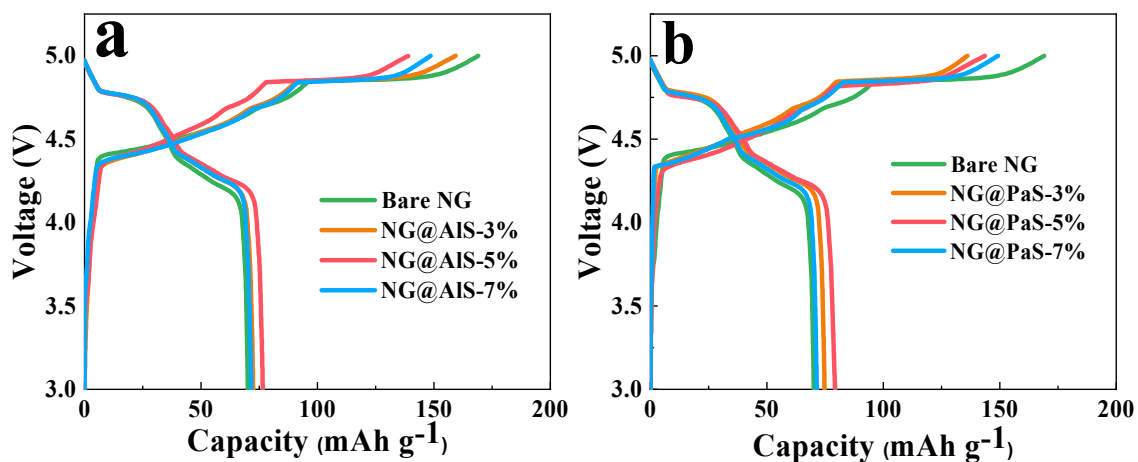 a
5.0
4.5
4.0
3.5
3.0
Voltage (V)
Bare NG
NG@AlS-3%
NG@AlS-5%
NG@AlS-7%
0 50 100 150 200
Capacity (mAh g-1)
b
5.0
4.5
4.0
3.5
3.0
Voltage (V)
Bare NG
NG@PaS-3%
NG@PaS-5%
NG@PaS-7%
0 50 100 150 200
Capacity (mAh g-1)